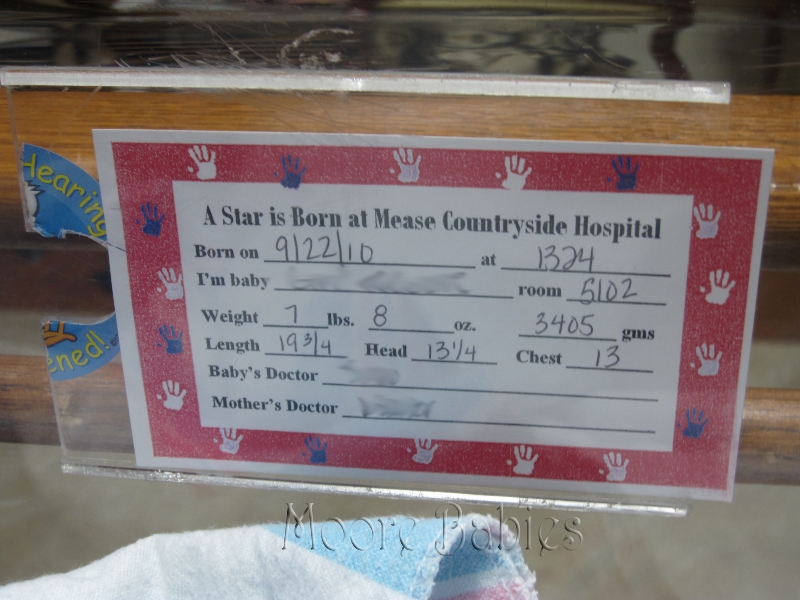 Hearing
ened!
A Star is Born at Mease Countryside Hospital
Born on 9/22/10 at 1324
I'm baby room 5102
Weight 7 lbs. 8 oz. 3405 gms
Length 19 3/4 Head 13 1/4 Chest 13
Baby's Doctor
Mother's Doctor
Moore Babies